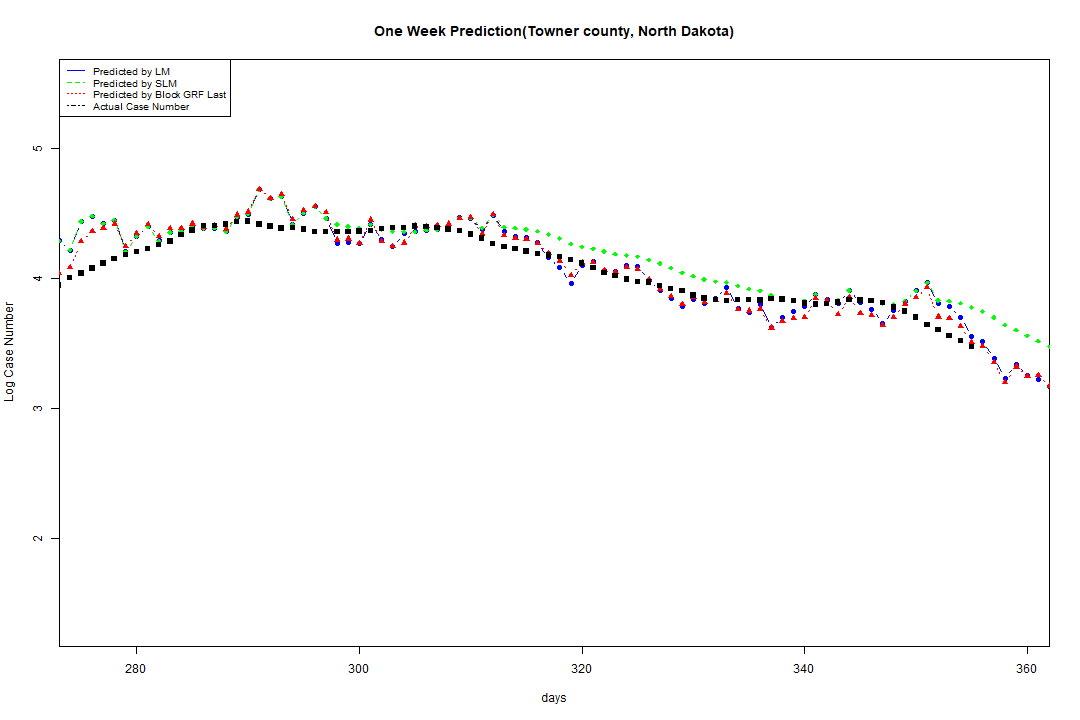 One Week Prediction(Towner county, North Dakota)
Predicted by LM
Predicted by SLM
Predicted by Block GRF Last
Actual Case Number
5
4
3
2
Log Case Number
280 300 320 340 360
days